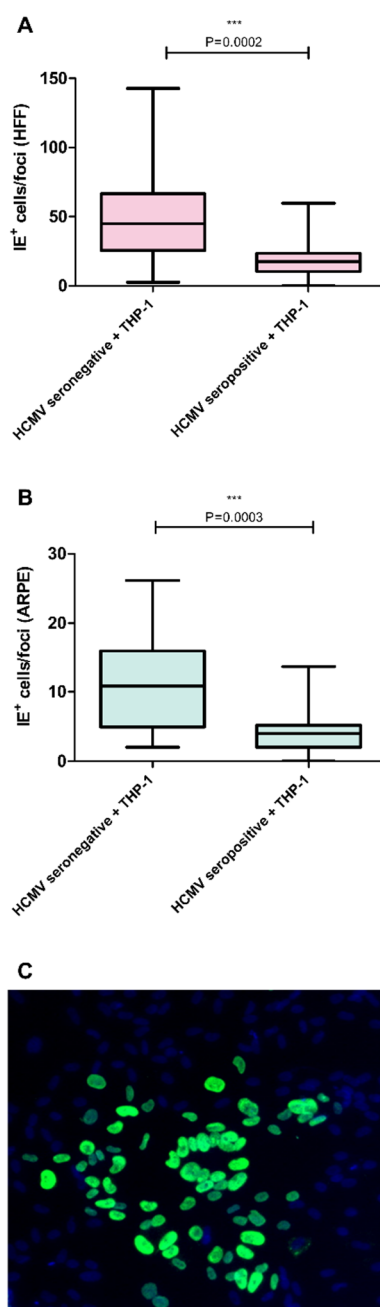 A
***
P=0.0002
IE+ cells/foci (HFF)
150
100
50
0
HCMV seronegative + THP-1
HCMV seropositive + THP-1
B
***
P=0.0003
IE+ cells/foci (ARPE)
30
20
10
0
HCMV seronegative + THP-1
HCMV seropositive + THP-1
C